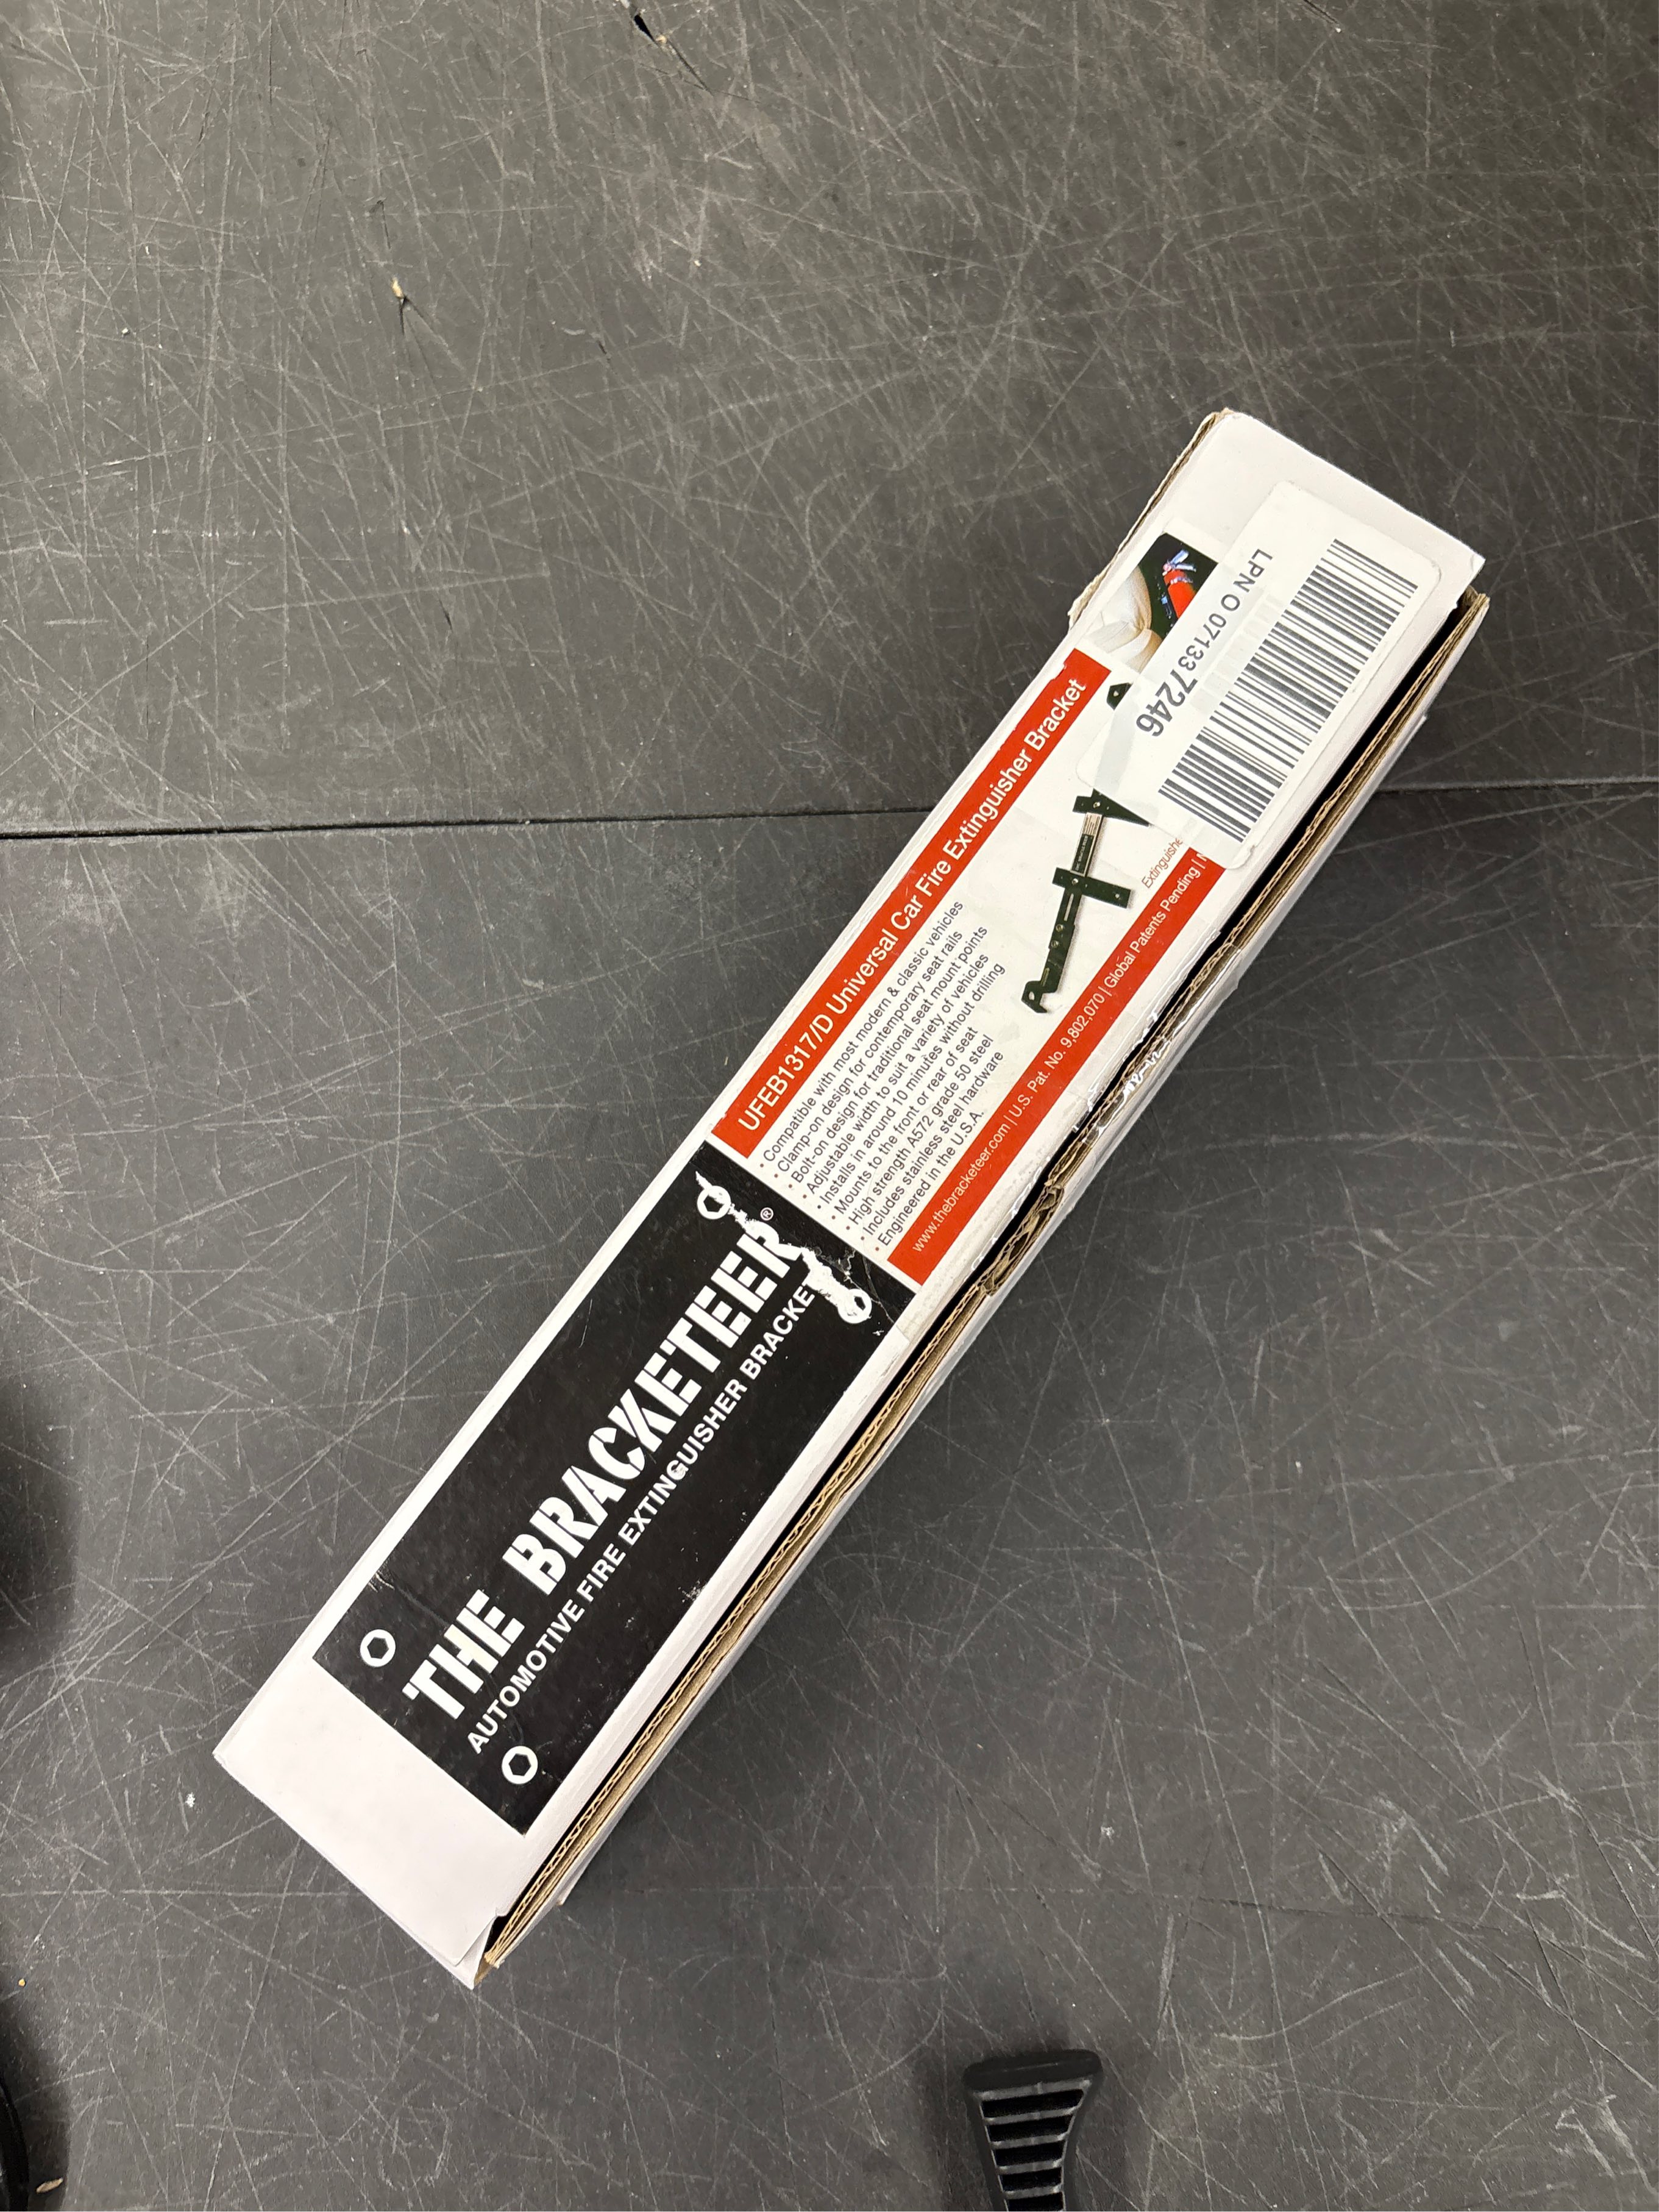 THE BRACKETEER®
AUTOMOTIVE FIRE EXTINGUISHER BRACKET
UFEB1317/D Universal Car Fire Extinguisher Bracket
• Compatible with most modern & classic vehicles
• Clamp-on design for contemporary seat rails
• Bolt-on design for traditional seat mount points
• Adjustable width to suit a variety of vehicles
• Installs in around 10 minutes without drilling
• Mounts to the front or rear of seat
• High strength A572 grade 50 steel
• Includes stainless steel hardware
• Engineered in the U.S.A.
Extinguishe
www.thebracketeer.com | U.S. Pat. No. 9,802,070 | Global Patents Pending |
LPN O 071337246